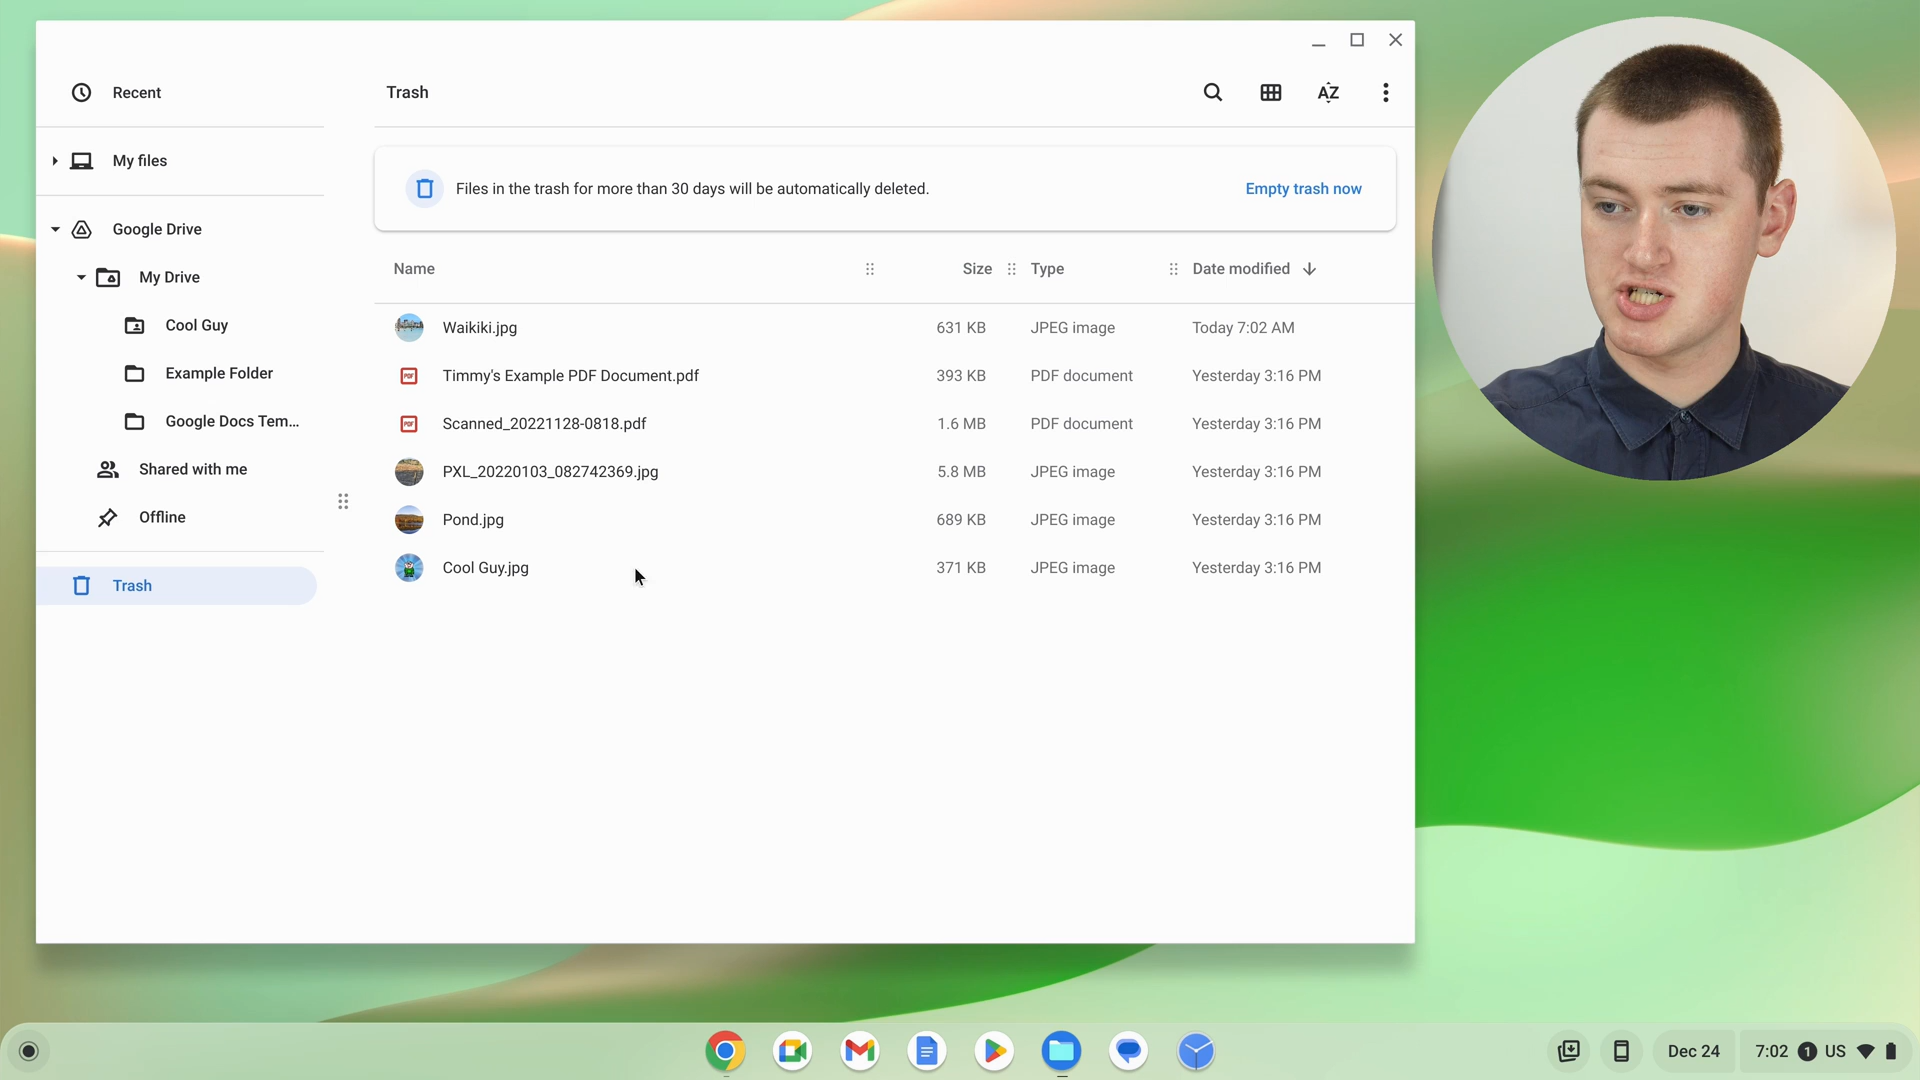 Recent
My files
Google Drive
My Drive
Cool Guy
Example Folder
Google Docs Tem...
Shared with me
Offline
Trash
Trash
AZ
Files in the trash for more than 30 days will be automatically deleted.
Empty trash now
Name Size Type Date modified
Waikiki.jpg 631 KB JPEG image Today 7:02 AM
Timmy's Example PDF Document.pdf 393 KB PDF document Yesterday 3:16 PM
Scanned_20221128-0818.pdf 1.6 MB PDF document Yesterday 3:16 PM
PXL_20220103_082742369.jpg 5.8 MB JPEG image Yesterday 3:16 PM
Pond.jpg 689 KB JPEG image Yesterday 3:16 PM
Cool Guy.jpg 371 KB JPEG image Yesterday 3:16 PM
PDF
PDF
Dec 24 7:02 1 US